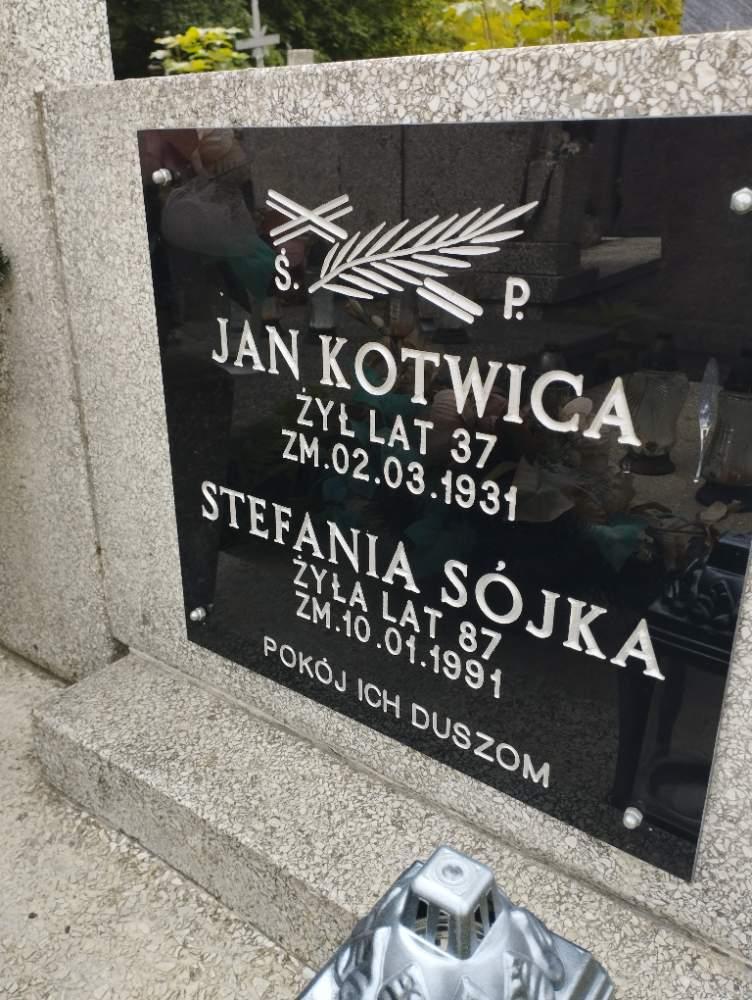 Ś. P.
JAN KOTWICA
ŻYŁ LAT 37
ZM.02.03.1931
STEFANIA SÓJKA
ŻYŁA LAT 87
ZM.10.01.1991
POKÓJ ICH DUSZOM